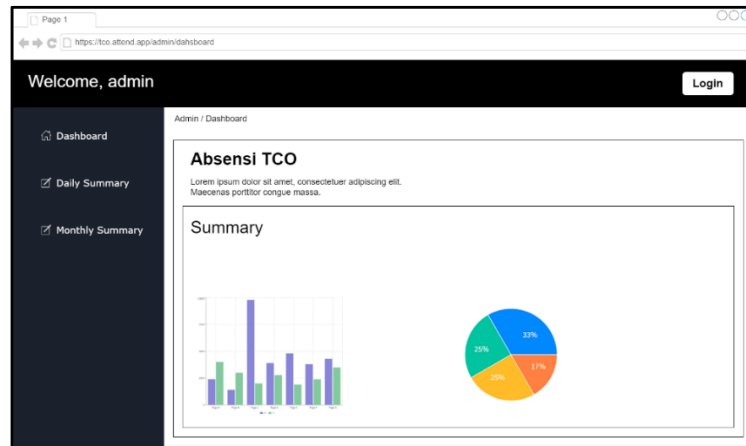 Page 1
https://tco.attond.app/admin/dahsboard
Welcome, admin
Login
Admin / Dashboard
Dashboard
Daily Summary
Monthly Summary
Absensi TCO
Lorem ipsum dolor sit amet, consectetuer adipiscing elit.
Maecenas porttitor congue massa.
Summary
33%
25%
17%
25%